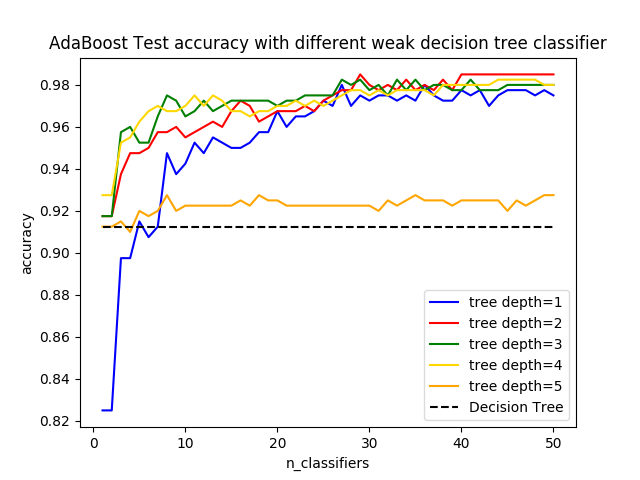 AdaBoost Test accuracy with different weak decision tree classifier
accuracy
0.98
0.96
0.94
0.92
0.90
0.88
0.86
0.84
0.82
tree depth=1
tree depth=2
tree depth=3
tree depth=4
tree depth=5
Decision Tree
0 10 20 30 40 50
n_classifiers